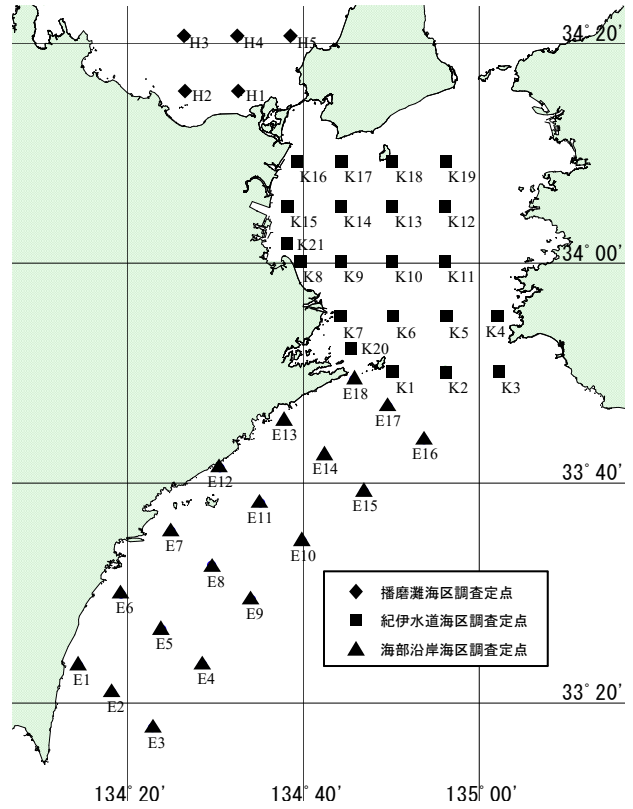 H3 H4 H5 34°20'
H2 H1
K16 K17 K18 K19
K15 K14 K13 K12
K21
K8 K9 K10 K11 34°00'
K7 K6 K5 K4
K20
E18 K1 K2 K3
E17
E13 E16
E14
E12 33°40'
E15
E11
E7 E10
E8
E6 E9
E5
E1 E4
E2 33°20'
E3
播磨灘海区調査定点
紀伊水道海区調査定点
海部沿岸海区調査定点
134°20' 134°40' 135°00'